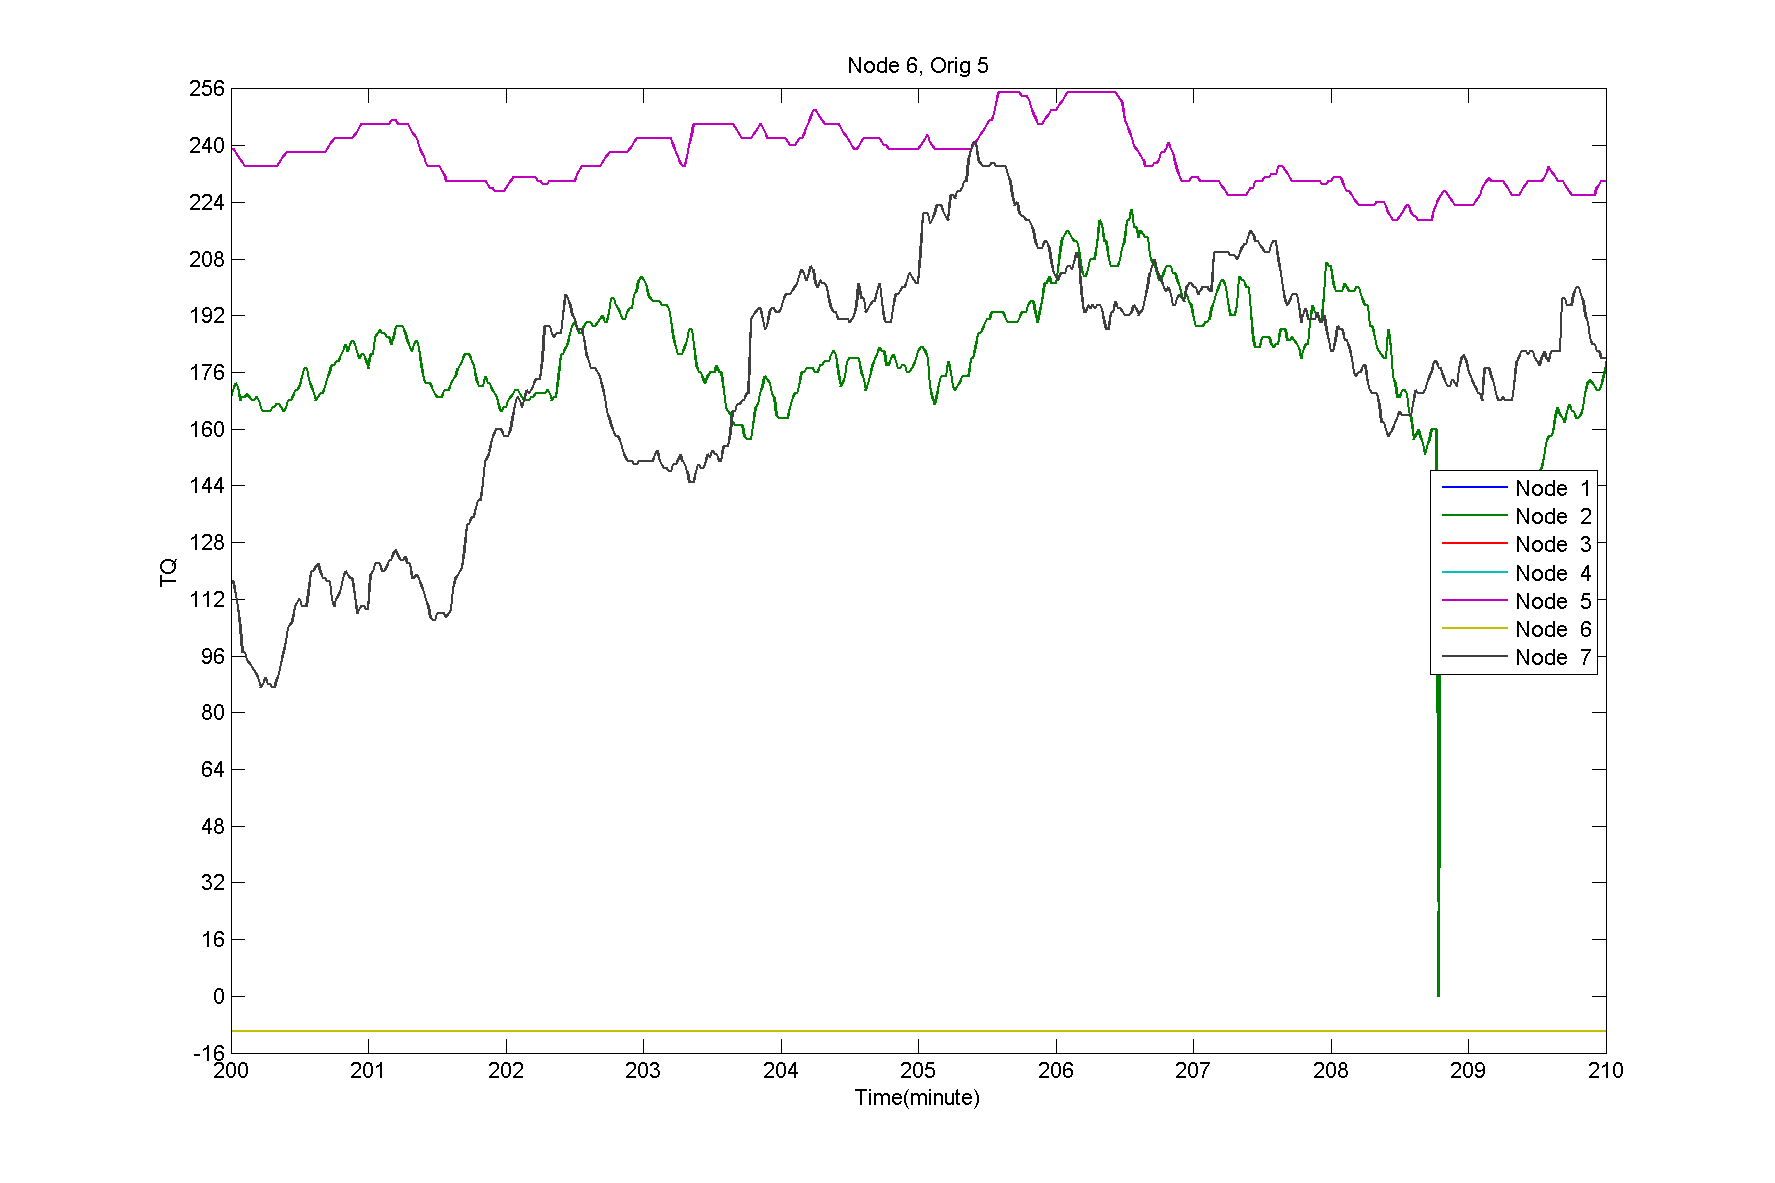 Node 6, Orig 5
256
240
224
208
192
176
160
144
128
112
96
80
64
48
32
16
0
-16
TQ
Node 1
Node 2
Node 3
Node 4
Node 5
Node 6
Node 7
200 201 202 203 204 205 206 207 208 209 210
Time(minute)